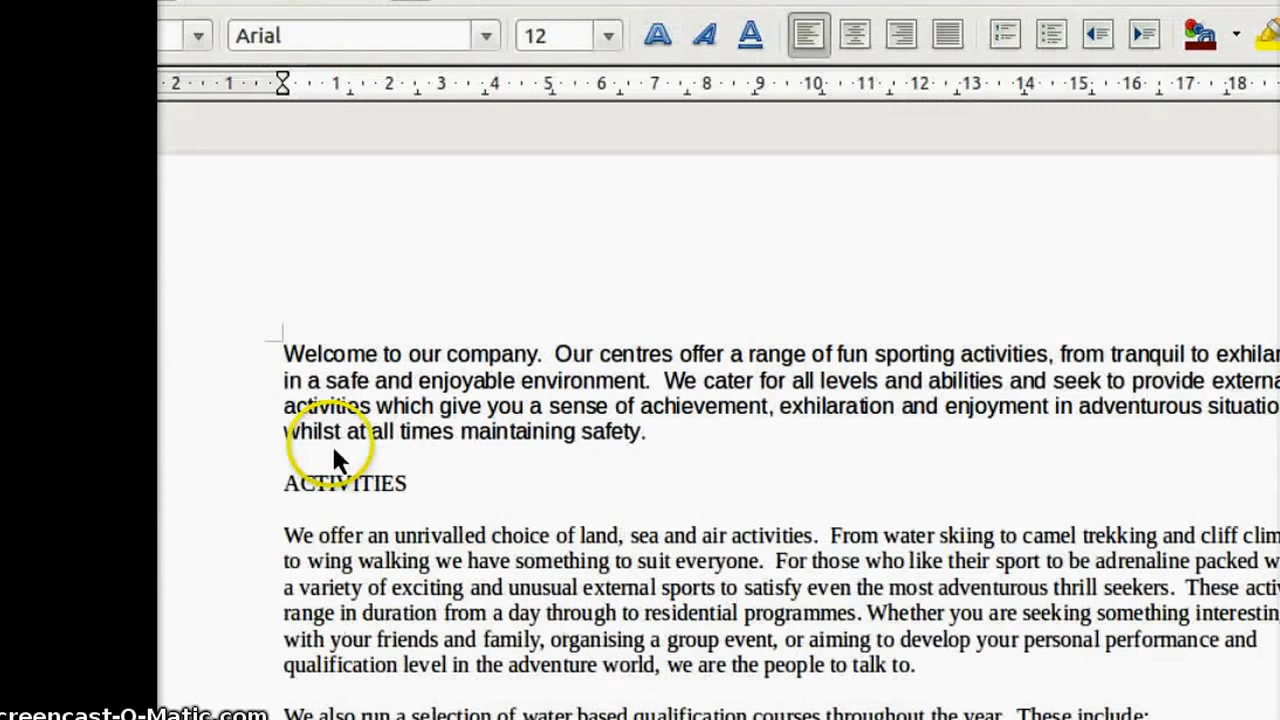 Arial 12
2 1 1 2 3 4 5 6 7 8 9 10 11 12 13 14 15 16 17 18
Welcome to our company.  Our centres offer a range of fun sporting activities, from tranquil to
in a safe and enjoyable environment.  We cater for all levels and abilities and seek to provide
activities which give you a sense of achievement, exhilaration and enjoyment in adventurous
whilst at all times maintaining safety.
ACTIVITIES
We offer an unrivalled choice of land, sea and air activities.  From water skiing to camel trekking and cliff
to wing walking we have something to suit everyone.  For those who like their sport to be adrenaline packed
a variety of exciting and unusual external sports to satisfy even the most adventurous thrill seekers.  These
range in duration from a day through to residential programmes. Whether you are seeking something
with your friends and family, organising a group event, or aiming to develop your personal performance and
qualification level in the adventure world, we are the people to talk to.
We also run a selection of water based qualification courses throughout the year.  These include:
creencast-O-Matic.com